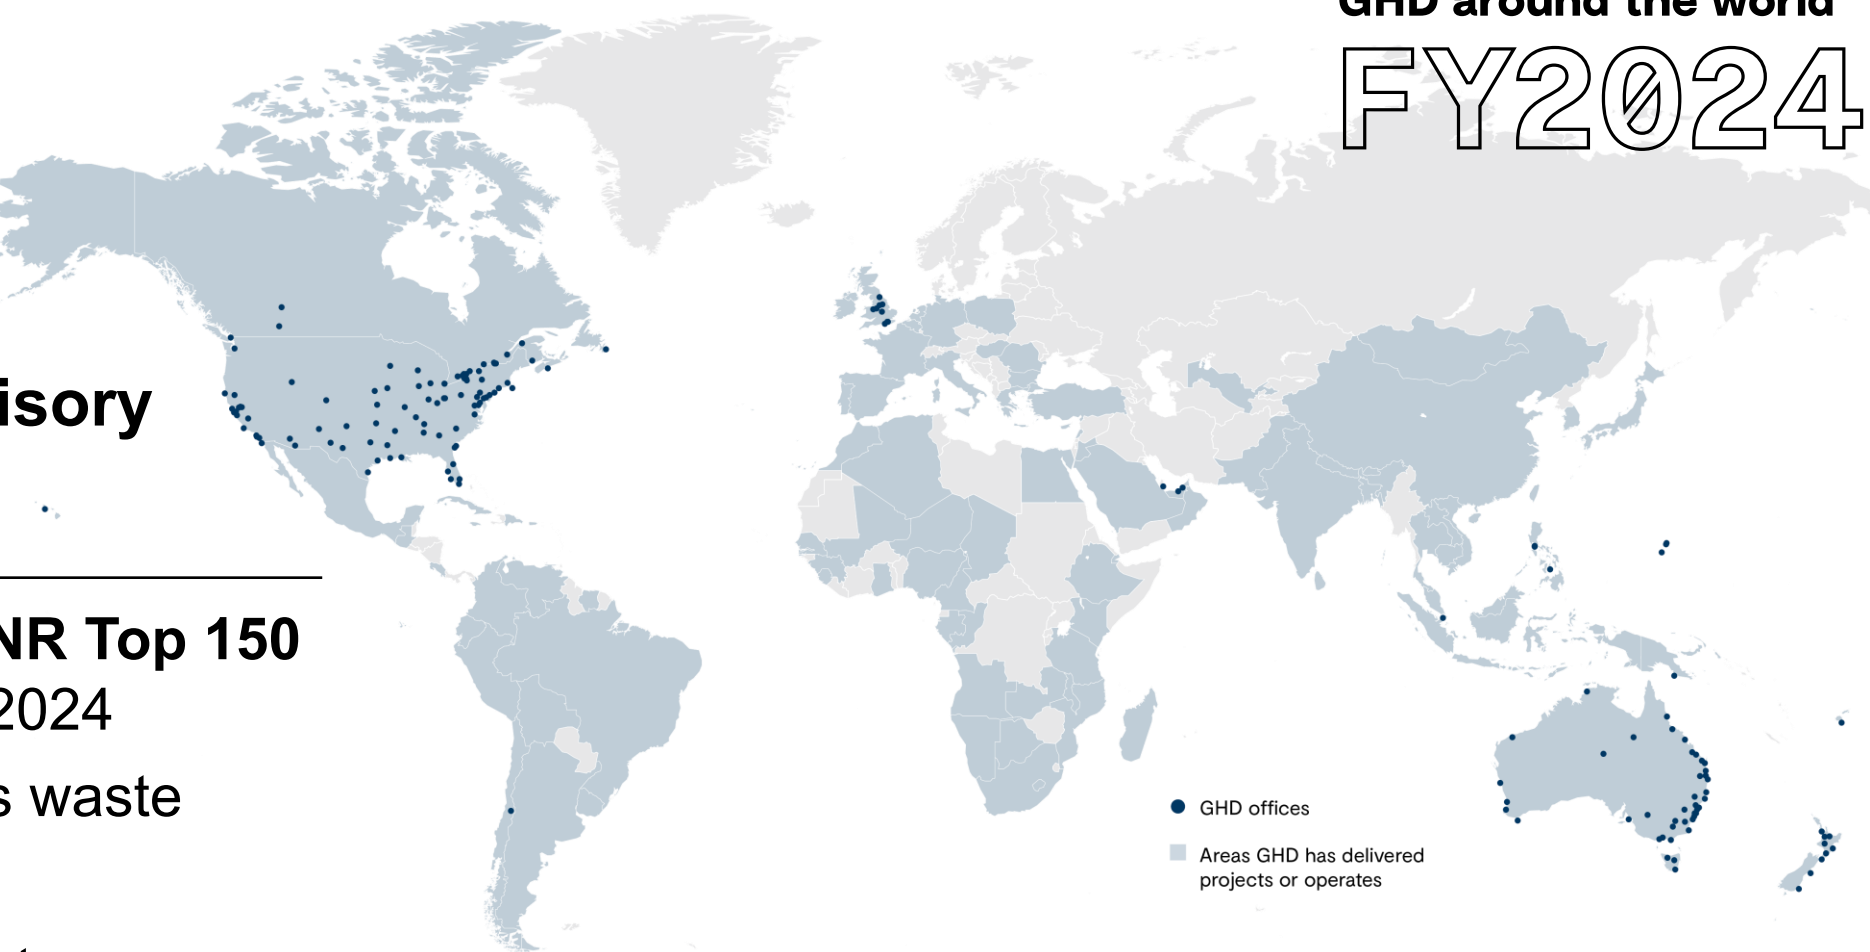 GHD around the world
FY2024
isory
NR Top 150
2024
s waste
GHD offices
Areas GHD has delivered
projects or operates